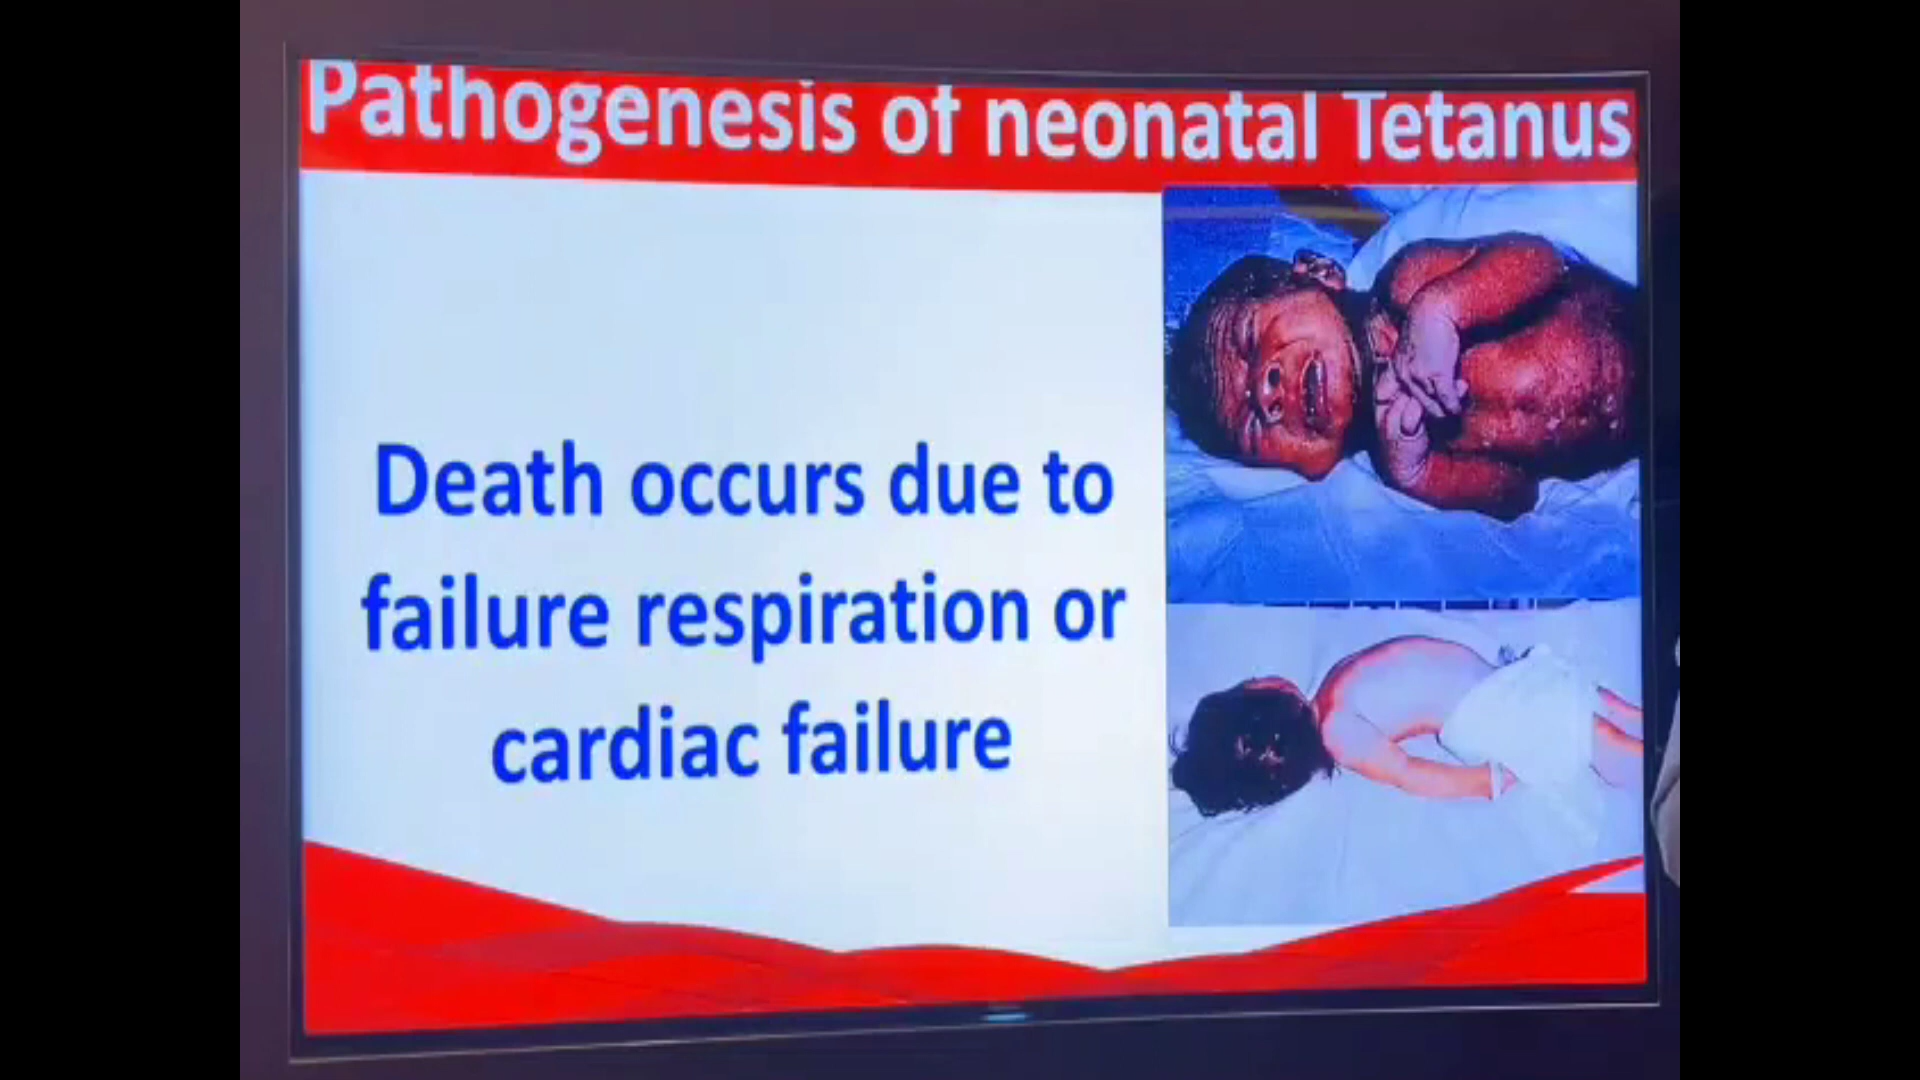 Pathogenesis of neonatal Tetanus
Death occurs due to
failure respiration or
cardiac failure